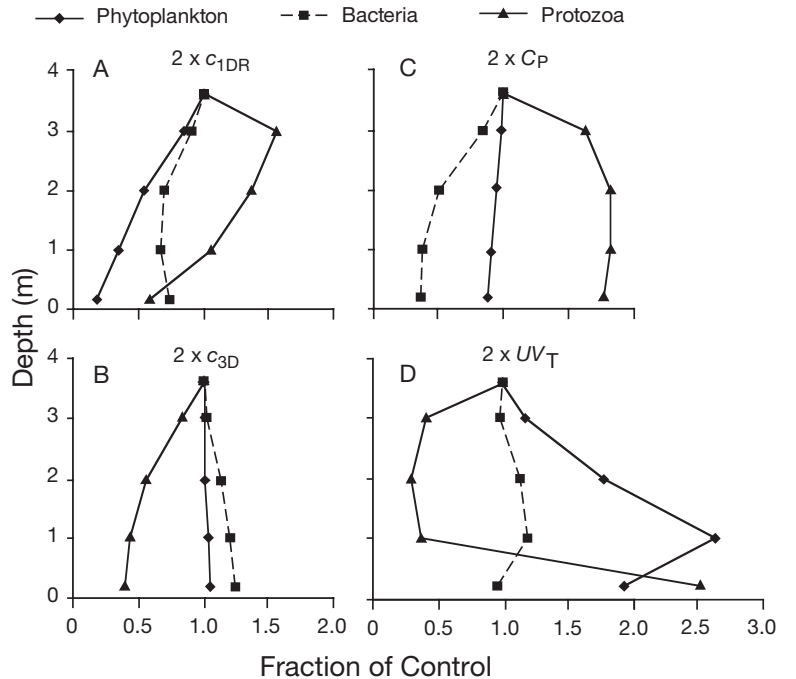 Phytoplankton Bacteria Protozoa
A 2 x c1DR
C 2 x CP
4
3
2
1
0
B 2 x c3D
D 2 x UVT
4
3
2
1
0
0 0.5 1.0 1.5 2.0
0 0.5 1.0 1.5 2.0 2.5 3.0
Depth (m)
Fraction of Control